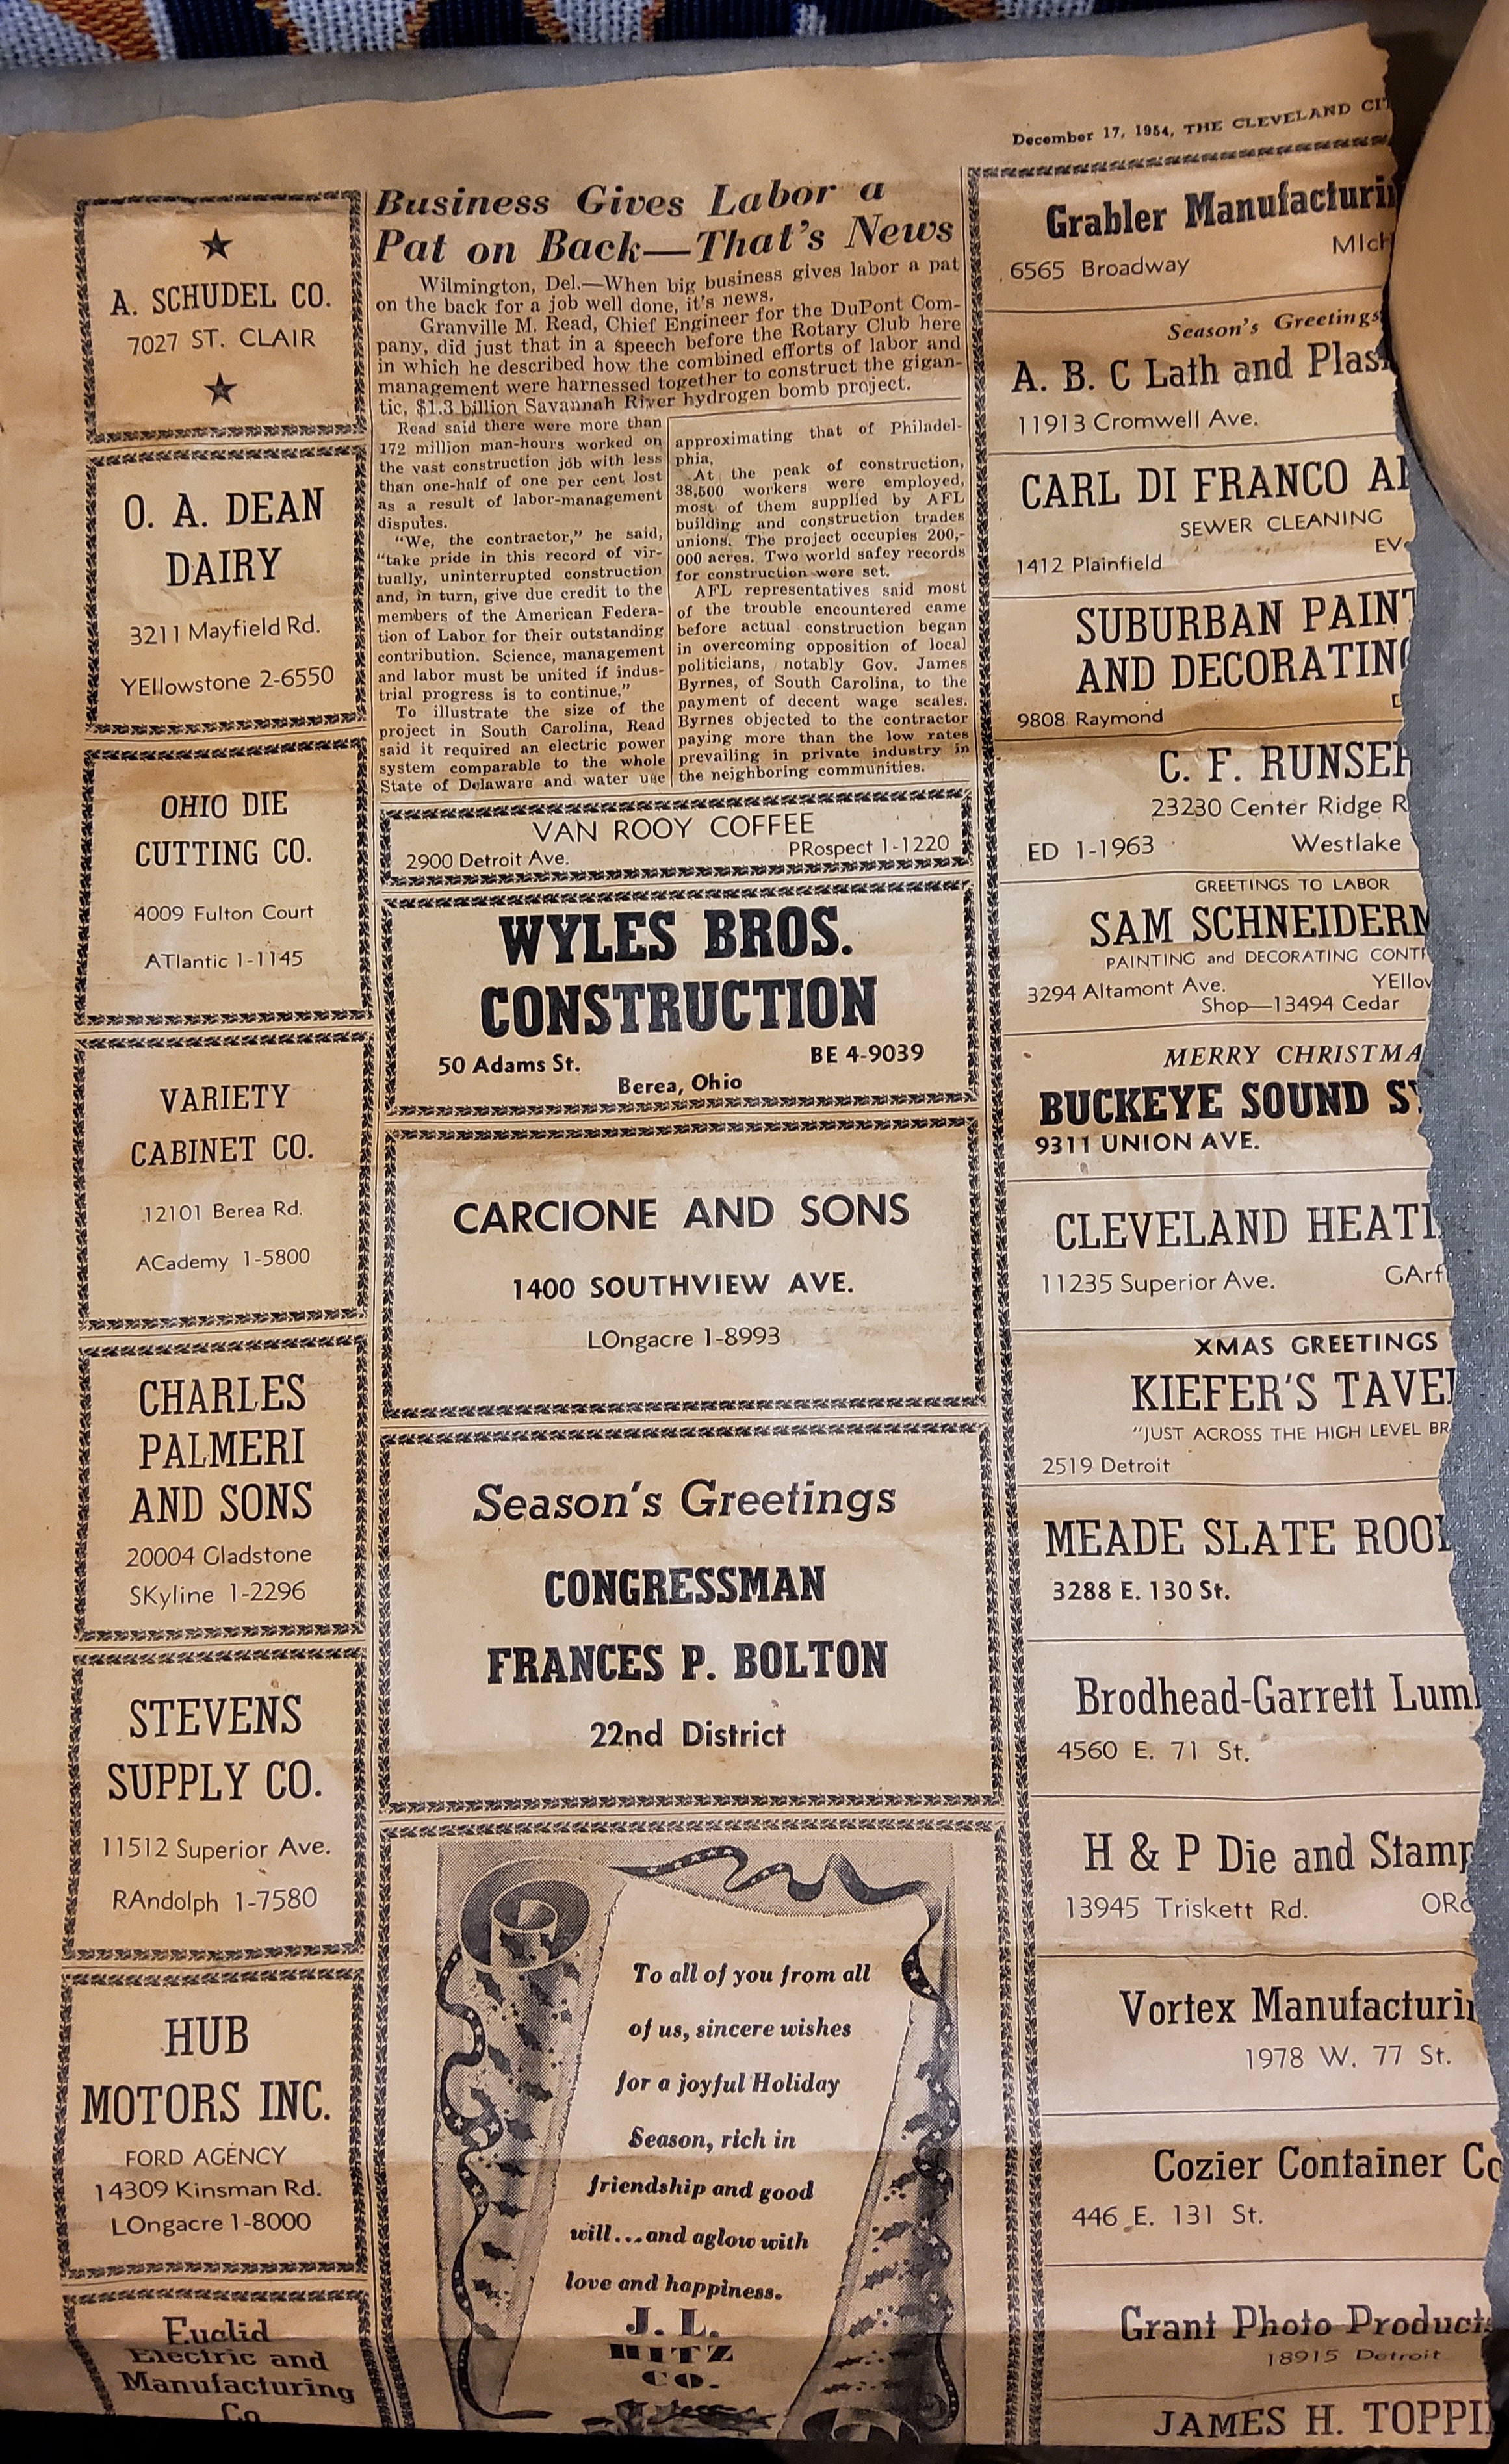 December 17, 1954, THE CLEVELAND
★
A. SCHUDEL CO.
7027 ST. CLAIR
★
O. A. DEAN
DAIRY
3211 Mayfield Rd.
YEllowstone 2-6550
OHIO DIE
CUTTING CO.
4009 Fulton Court
ATlantic 1-1145
VARIETY
CABINET CO.
12101 Berea Rd.
ACademy 1-5800
CHARLES
PALMERI
AND SONS
20004 Gladstone
SKyline 1-2296
STEVENS
SUPPLY CO.
11512 Superior Ave.
RAndolph 1-7580
HUB
MOTORS INC.
FORD AGENCY
14309 Kinsman Rd.
LOngacre 1-8000
Euclid
Electric and
Manufacturing
Co.
Business Gives Labor a
Pat on Back—That's News
Wilmington, Del.—When big business gives labor a pat
on the back for a job well done, it's news.
Granville M. Read, Chief Engineer for the DuPont Com-
pany, did just that in a speech before the Rotary Club here
in which he described how the combined efforts of labor and
management were harnessed together to construct the gigan-
tic, $1.3 billion Savannah River hydrogen bomb project.
Read said there were more than
172 million man-hours worked on
the vast construction job with less
than one-half of one per cent lost
as a result of labor-management
disputes.
"We, the contractor," he said,
"take pride in this record of vir-
tually, uninterrupted construction
and, in turn, give due credit to the
members of the American Federa-
tion of Labor for their outstanding
contribution. Science, management
and labor must be united if indus-
trial progress is to continue."
To illustrate the size of the
project in South Carolina, Read
said it required an electric power
system comparable to the whole
State of Delaware and water use
approximating that of Philadel-
phia.
At the peak of construction,
38,500 workers were employed,
most of them supplied by AFL
building and construction trades
unions. The project occupies 200,-
000 acres. Two world safey records
for construction were set.
AFL representatives said most
of the trouble encountered came
before actual construction began
in overcoming opposition of local
politicians, notably Gov. James
Byrnes, of South Carolina, to the
payment of decent wage scales.
Byrnes objected to the contractor
paying more than the low rates
prevailing in private industry in
the neighboring communities.
VAN ROOY COFFEE
2900 Detroit Ave. PRospect 1-1220
WYLES BROS.
CONSTRUCTION
50 Adams St. BE 4-9039
Berea, Ohio
CARCIONE AND SONS
1400 SOUTHVIEW AVE.
LOngacre 1-8993
Season's Greetings
CONGRESSMAN
FRANCES P. BOLTON
22nd District
To all of you from all
of us, sincere wishes
for a joyful Holiday
Season, rich in
friendship and good
will...and aglow with
love and happiness.
J. L.
HITZ
CO.
Grabler
6565 Broadway
Season's Greetings
A. B. C Lath and
11913 Cromwell Ave.
CARL DI FRANCO
SEWER CLEANING
1412 Plainfield
SUBURBAN
AND
9808 Raymond
C. F.
23230 Center Ridge
ED 1-1963 Westlake
GREETINGS TO LABOR
SAM
PAINTING and DECORATING
3294 Altamont Ave.
Shop—13494 Cedar
MERRY
BUCKEYE SOUND
9311 UNION AVE.
CLEVELAND
11235 Superior Ave.
XMAS GREETINGS
KIEFER'S
"JUST ACROSS THE HIGH LEVEL
2519 Detroit
MEADE SLATE
3288 E. 130 St.
Brodhead-Garrett
4560 E. 71 St.
H & P Die and
13945 Triskett Rd.
Vortex
1978 W. 77 St.
Cozier Container
446 E. 131 St.
Grant Photo
18915 Detroit
JAMES H.